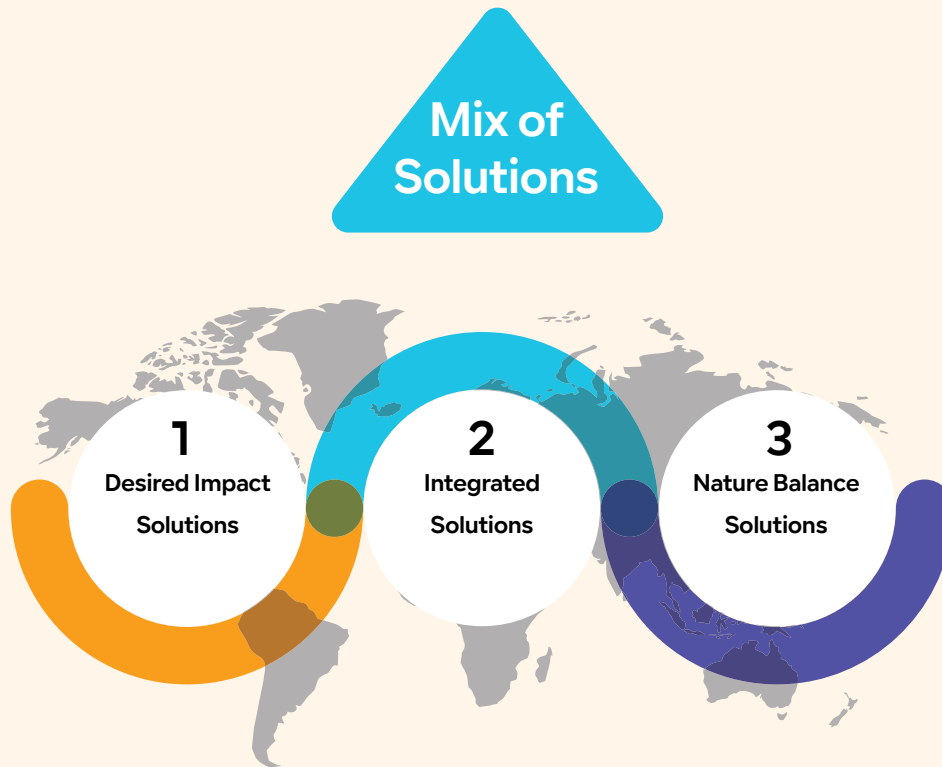 Mix of
Solutions
1
Desired Impact
Solutions
2
Integrated
Solutions
3
Nature Balance
Solutions